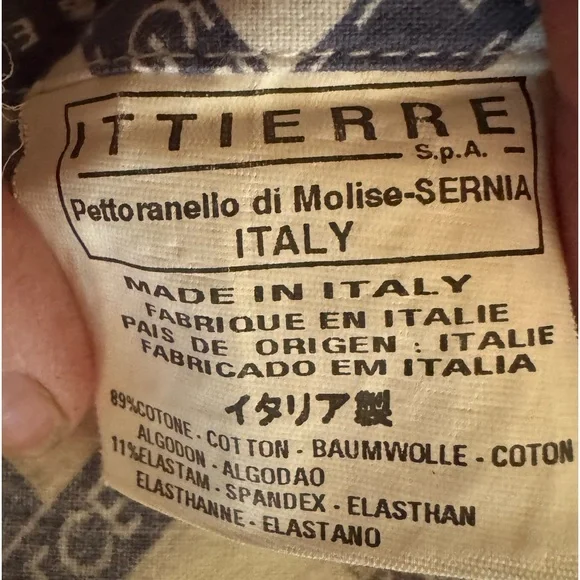 ITTIERRE
S.p.A.
Pettoranello di Molise-SERNIA
ITALY
MADE IN ITALY
FABRIQUE EN ITALIE
PAIS DE ORIGEN : ITALIE
FABRICADO EM ITALIA
イタリア製
89%COTONE - COTTON - BAUMWOLLE - COTON
ALGODON - ALGODAO
11%ELASTAM - SPANDEX - ELASTHAN
ELASTHANNE - ELASTANO